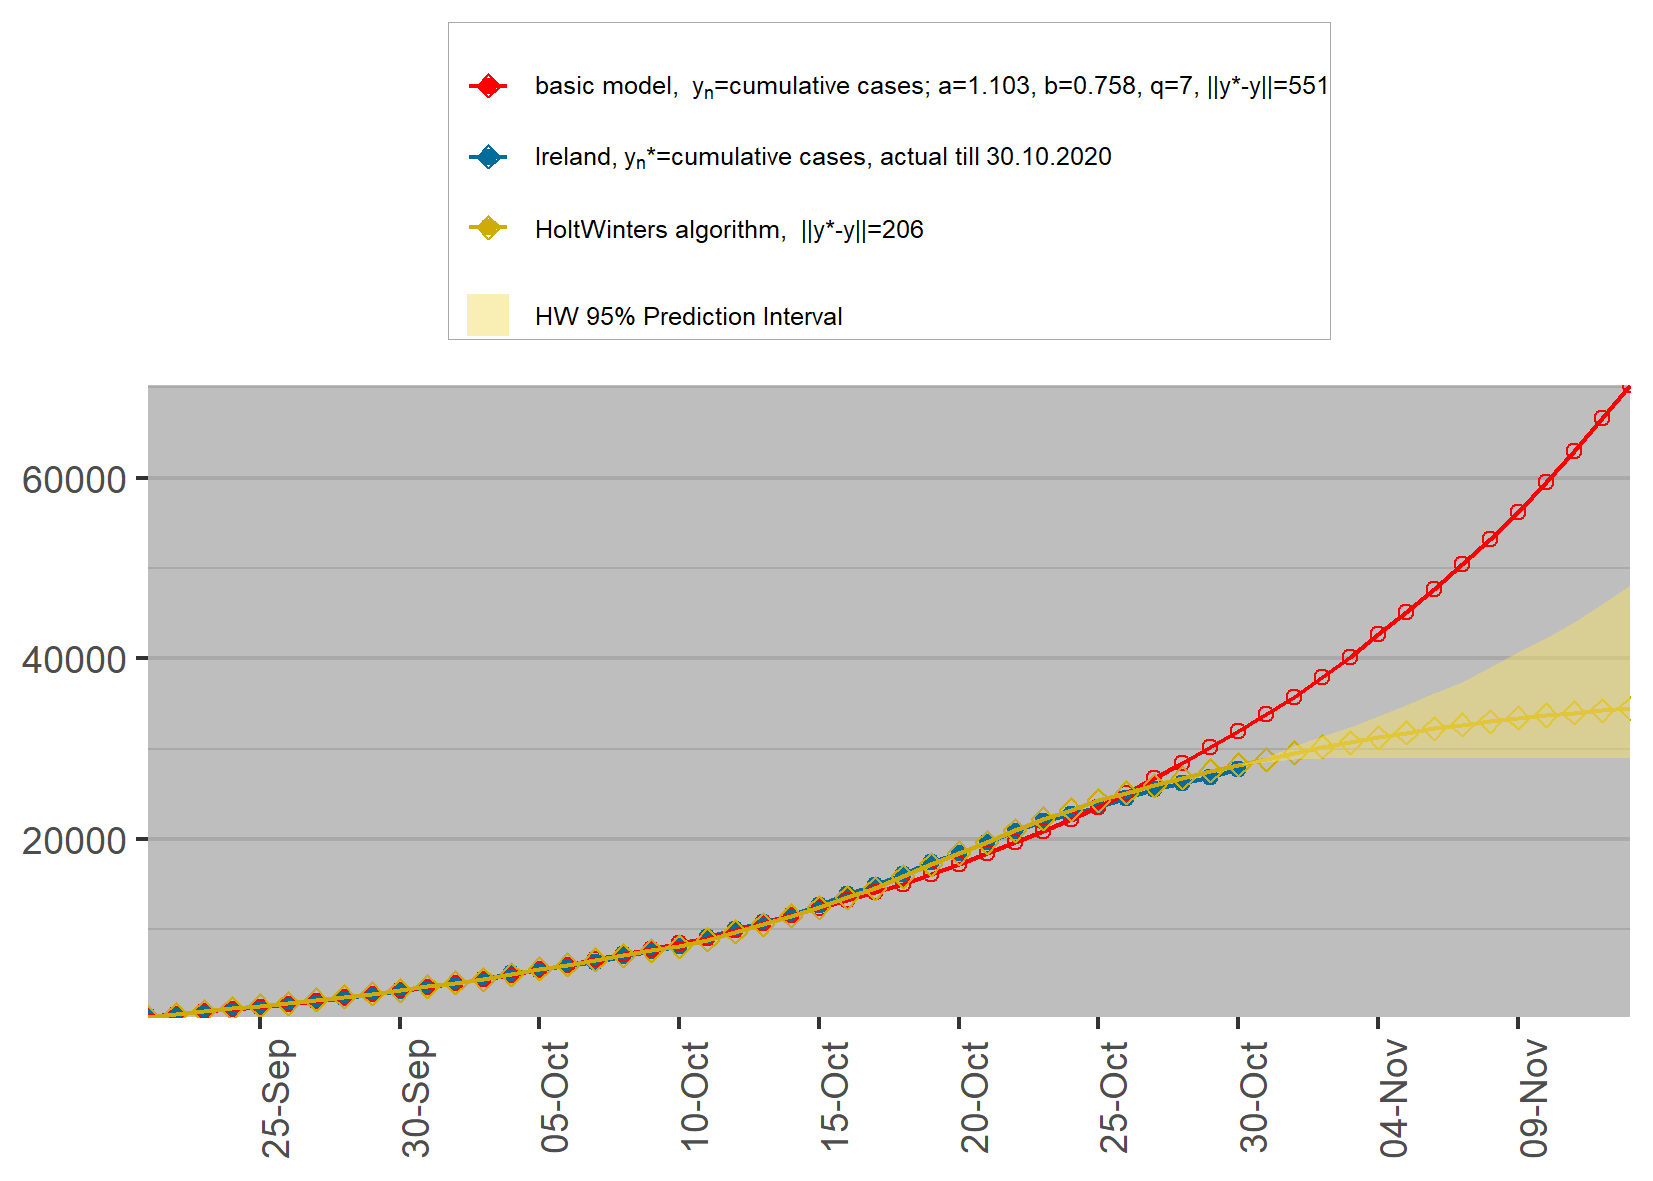 basic model,  yn=cumulative cases; a=1.103, b=0.758, q=7, ||y*-y||=551
Ireland, yn*=cumulative cases, actual till 30.10.2020
HoltWinters algorithm,  ||y*-y||=206
HW 95% Prediction Interval
60000
40000
20000
25-Sep
30-Sep
05-Oct
10-Oct
15-Oct
20-Oct
25-Oct
30-Oct
04-Nov
09-Nov